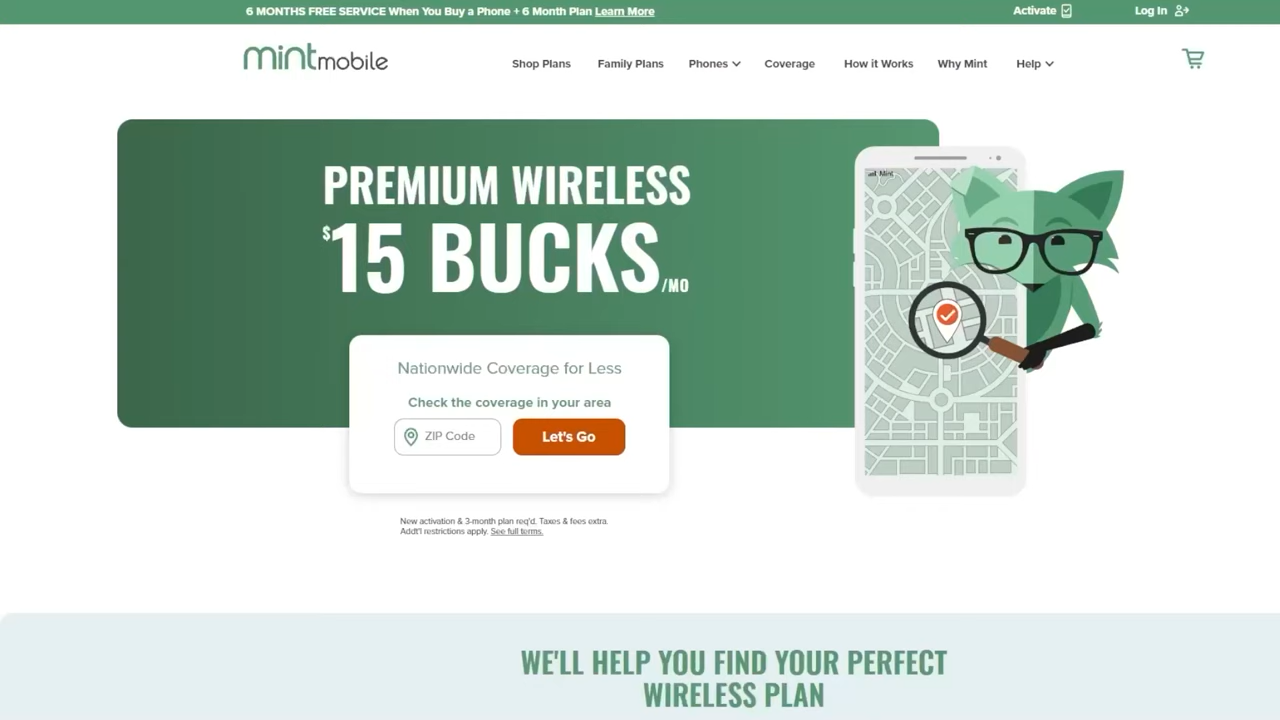 6 MONTHS FREE SERVICE When You Buy a Phone + 6 Month Plan Learn More
Activate
Log In
mintmobile
Shop Plans
Family Plans
Phones
Coverage
How it Works
Why Mint
Help
PREMIUM WIRELESS
$15 BUCKS/MO
Mint
Nationwide Coverage for Less
Check the coverage in your area
ZIP Code
Let's Go
New activation & 3-month plan req'd. Taxes & fees extra.
Addt'l restrictions apply. See full terms.
WE'LL HELP YOU FIND YOUR PERFECT
WIRELESS PLAN